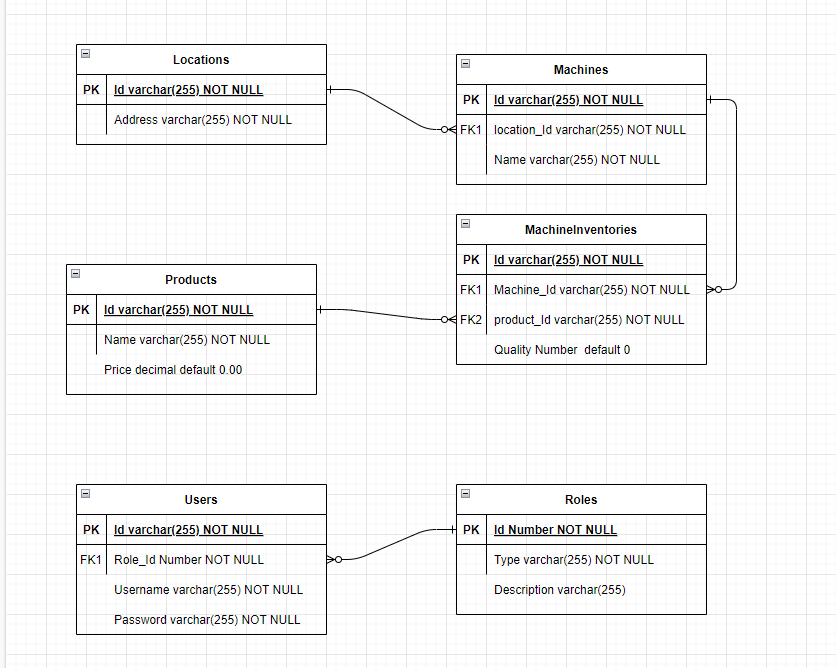 Locations
PK Id varchar(255) NOT NULL
Address varchar(255) NOT NULL
Machines
PK Id varchar(255) NOT NULL
FK1 location_Id varchar(255) NOT NULL
Name varchar(255) NOT NULL
MachineInventories
PK Id varchar(255) NOT NULL
FK1 Machine_Id varchar(255) NOT NULL
FK2 product_Id varchar(255) NOT NULL
Quality Number default 0
Products
PK Id varchar(255) NOT NULL
Name varchar(255) NOT NULL
Price decimal default 0.00
Users
PK Id varchar(255) NOT NULL
FK1 Role_Id Number NOT NULL
Username varchar(255) NOT NULL
Password varchar(255) NOT NULL
Roles
PK Id Number NOT NULL
Type varchar(255) NOT NULL
Description varchar(255)